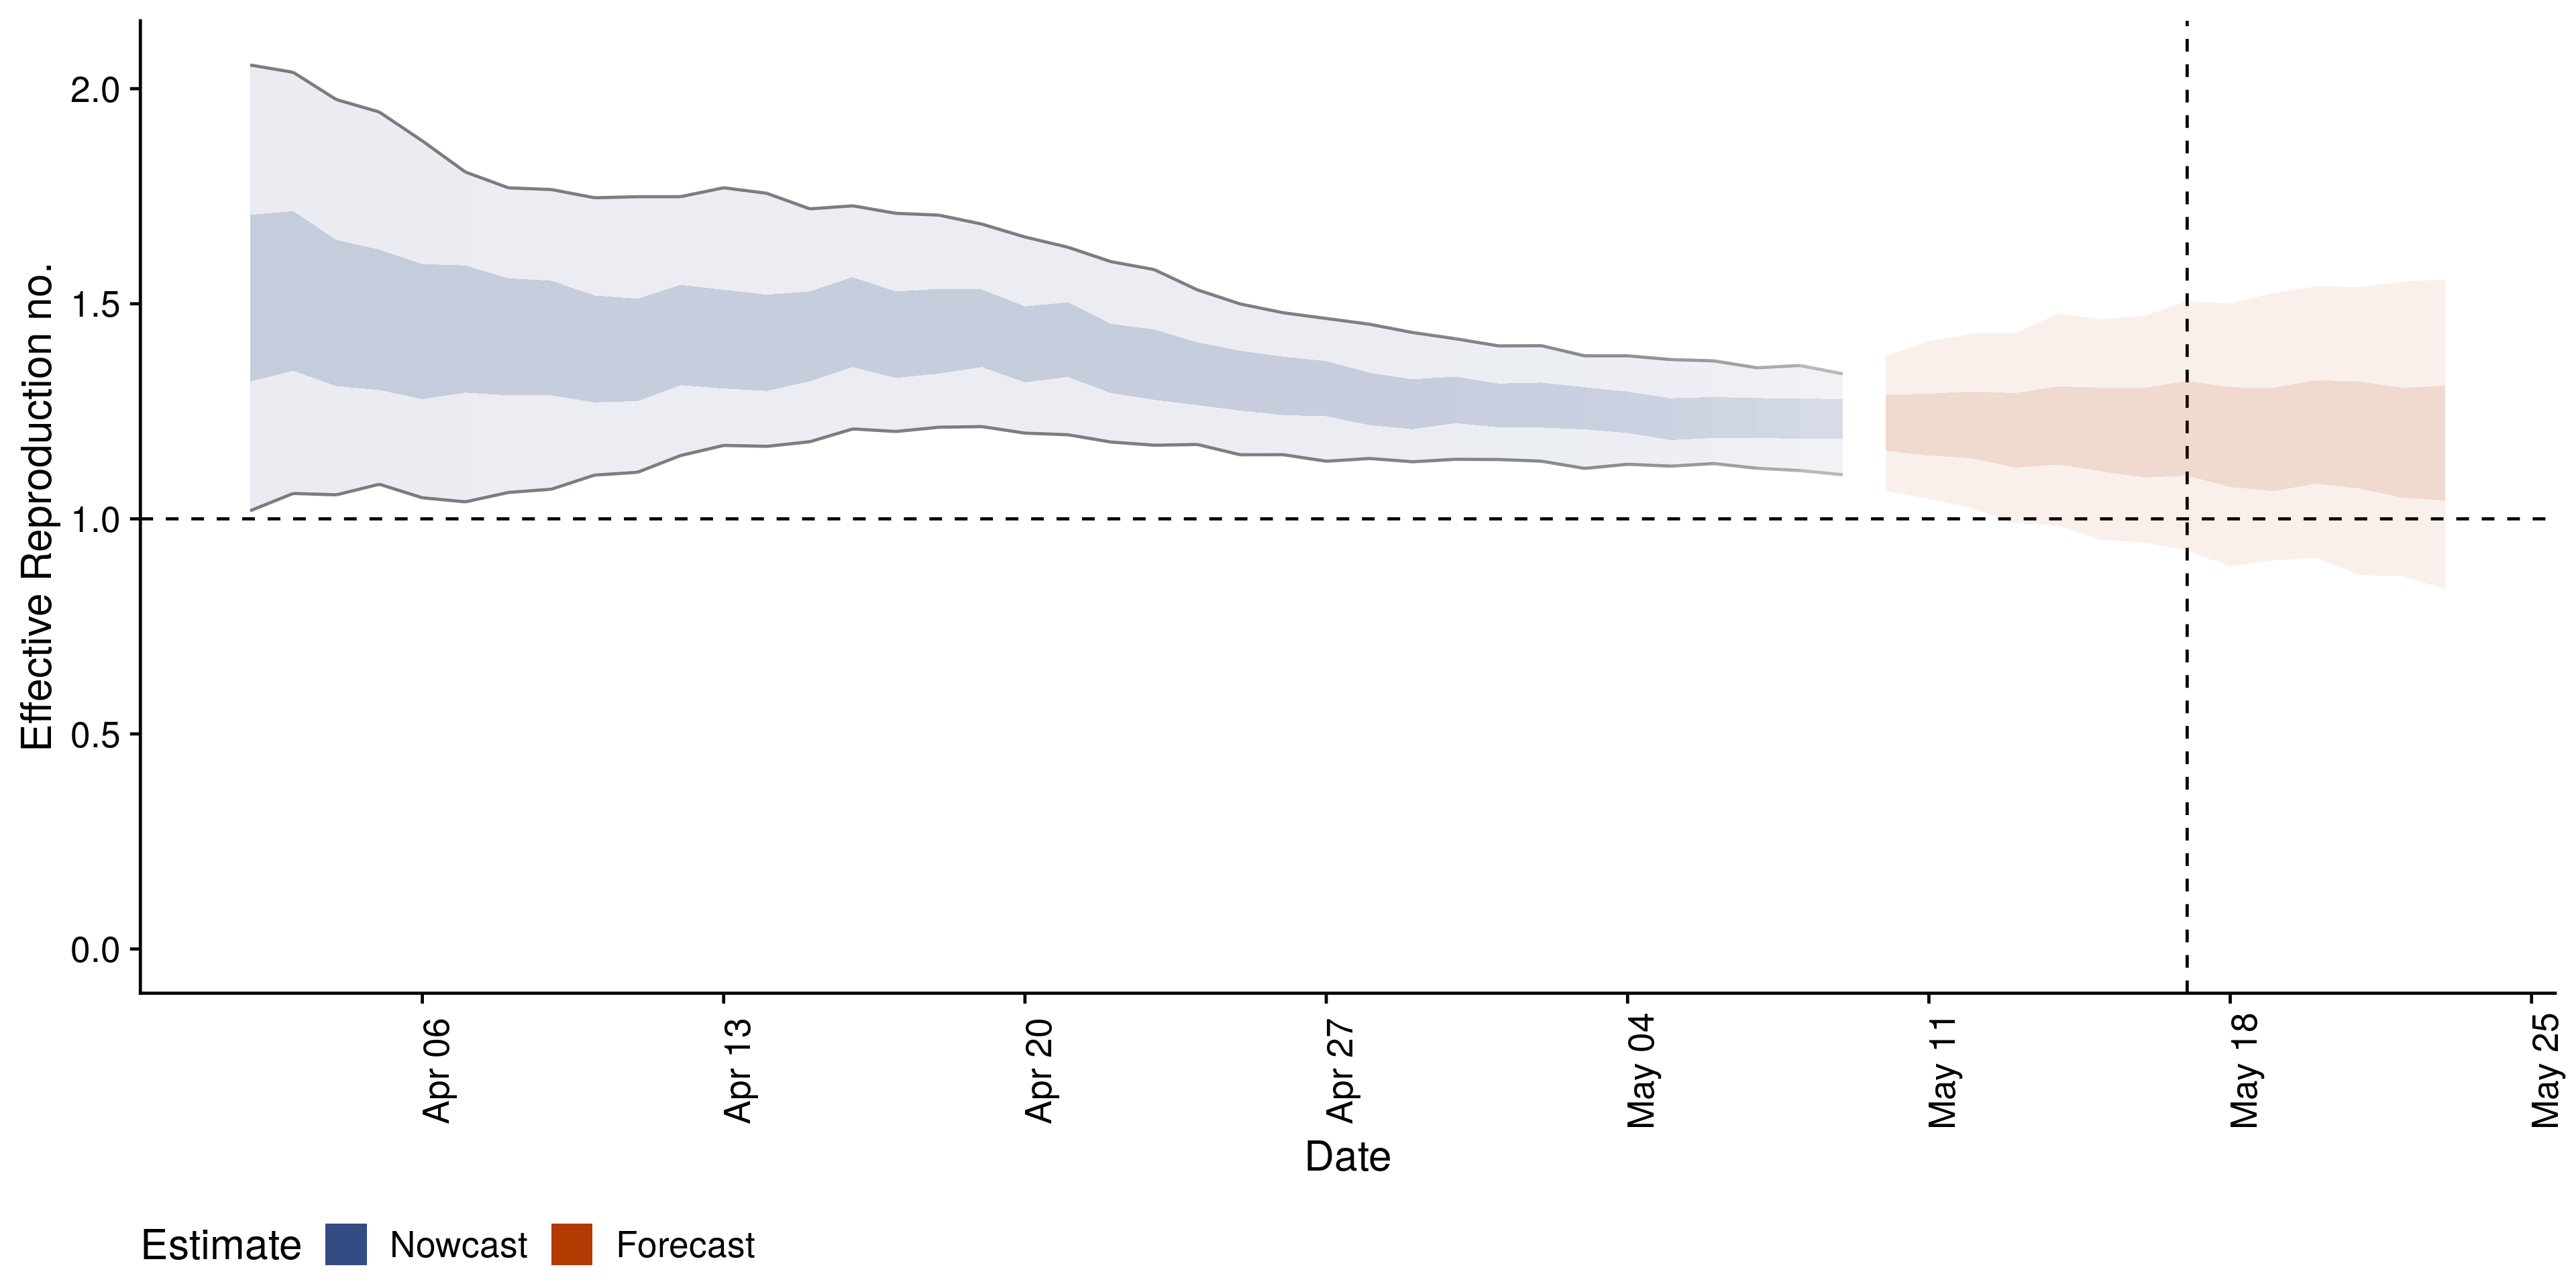 Effective Reproduction no.
2.0
1.5
1.0
0.5
0.0
Apr 06
Apr 13
Apr 20
Apr 27
May 04
May 11
May 18
May 25
Date
Estimate Nowcast Forecast